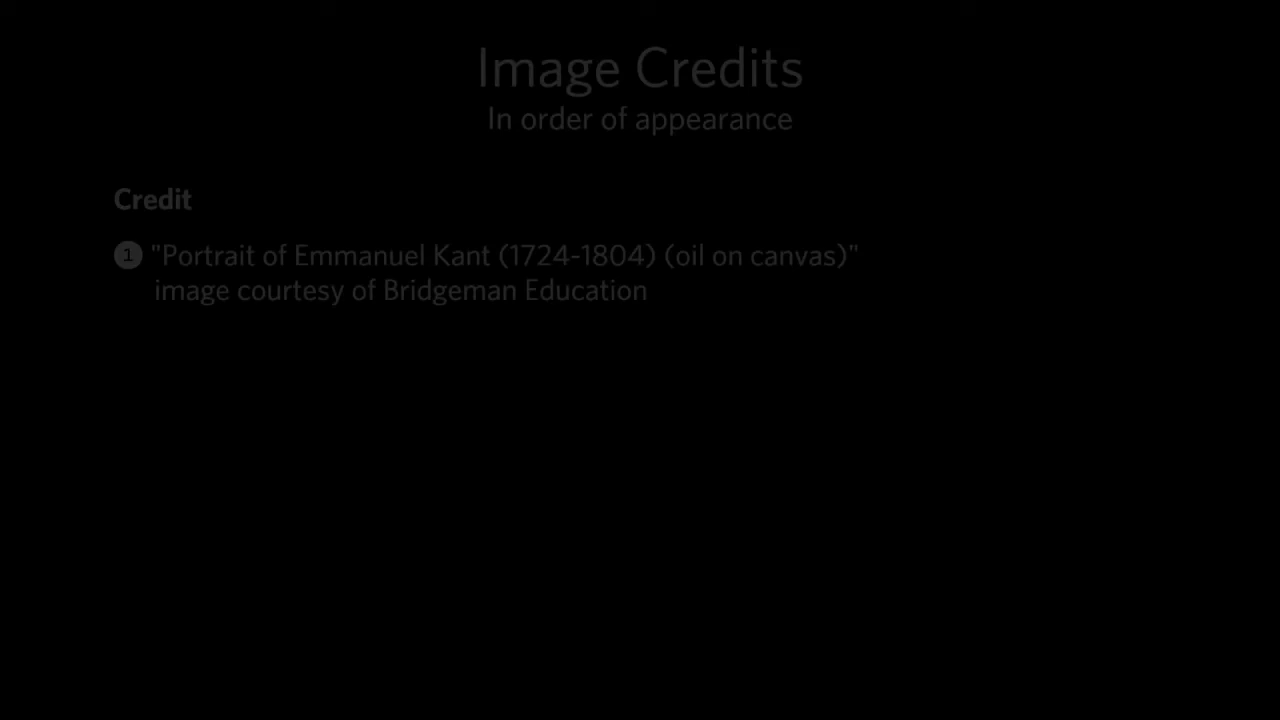 Image Credits
In order of appearance
Credit
1 "Portrait of Emmanuel Kant (1724-1804) (oil on canvas)"
image courtesy of Bridgeman Education